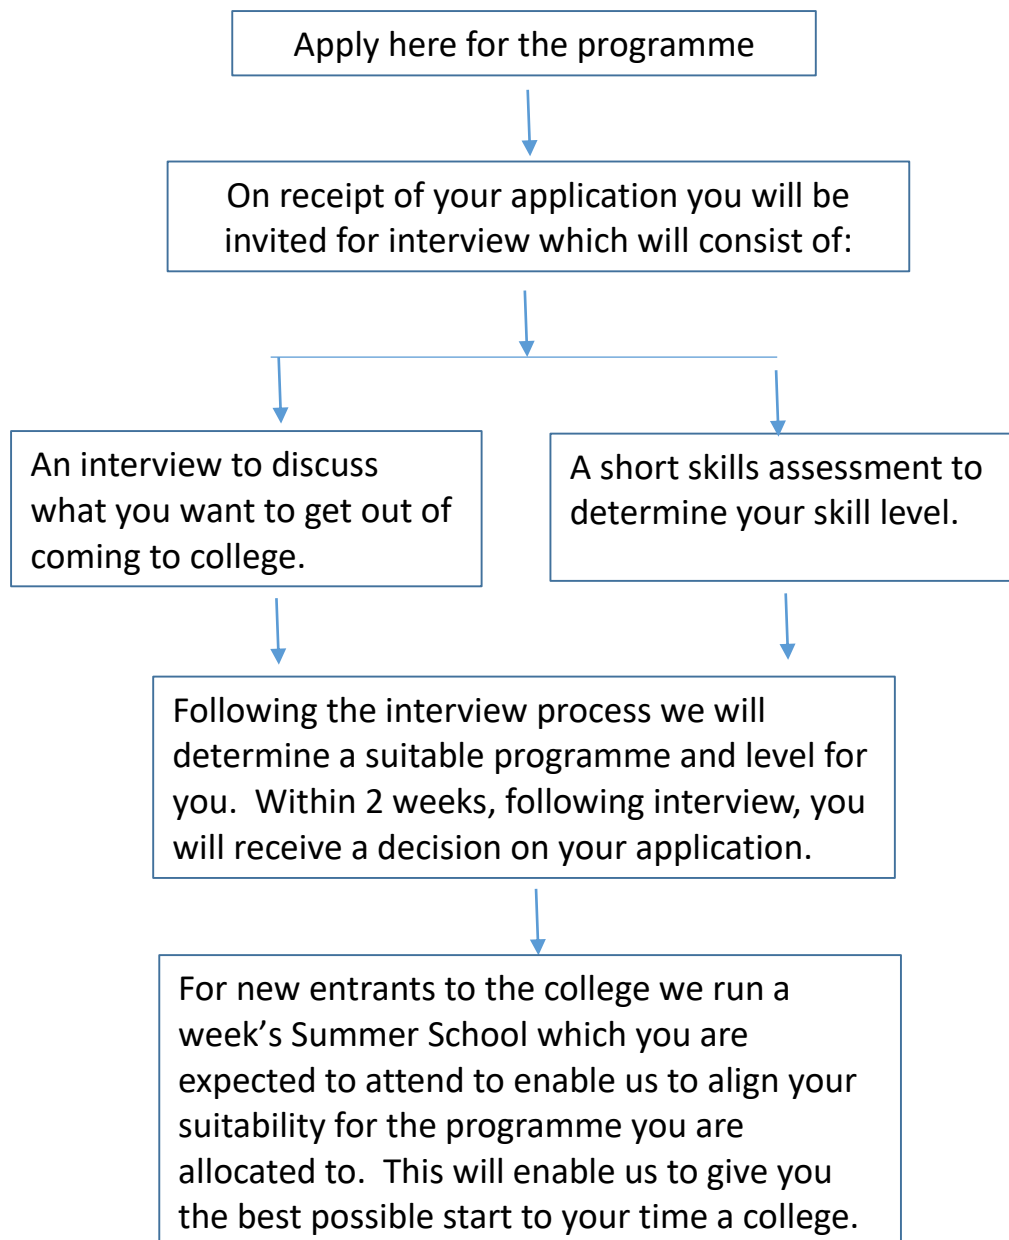 Apply here for the programme
On receipt of your application you will be
invited for interview which will consist of:
An interview to discuss
what you want to get out of
coming to college.
A short skills assessment to
determine your skill level.
Following the interview process we will
determine a suitable programme and level for
you.  Within 2 weeks, following interview, you
will receive a decision on your application.
For new entrants to the college we run a
week’s Summer School which you are
expected to attend to enable us to align your
suitability for the programme you are
allocated to.  This will enable us to give you
the best possible start to your time a college.